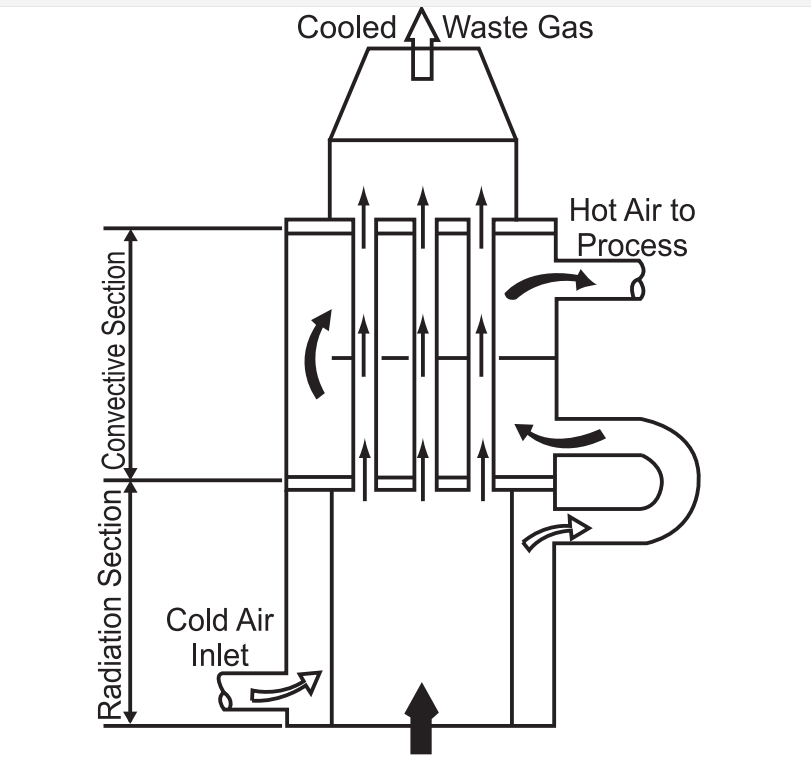 Cooled Waste Gas
Hot Air to
Process
Convective Section
Radiation Section
Cold Air
Inlet